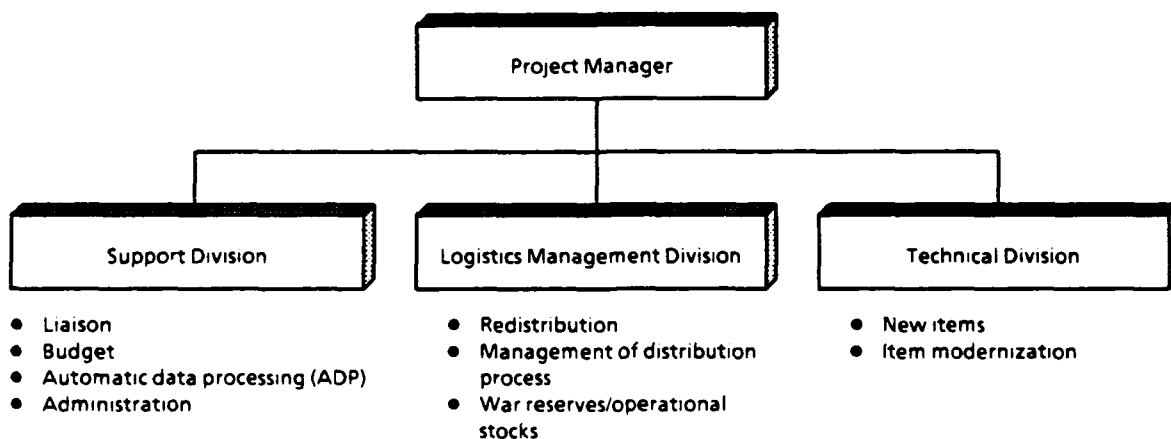 Project Manager
Support Division
Logistics Management Division
Technical Division
● Liaison
● Budget
● Automatic data processing (ADP)
● Administration
● Redistribution
● Management of distribution
process
● War reserves/operational
stocks
● New items
● Item modernization